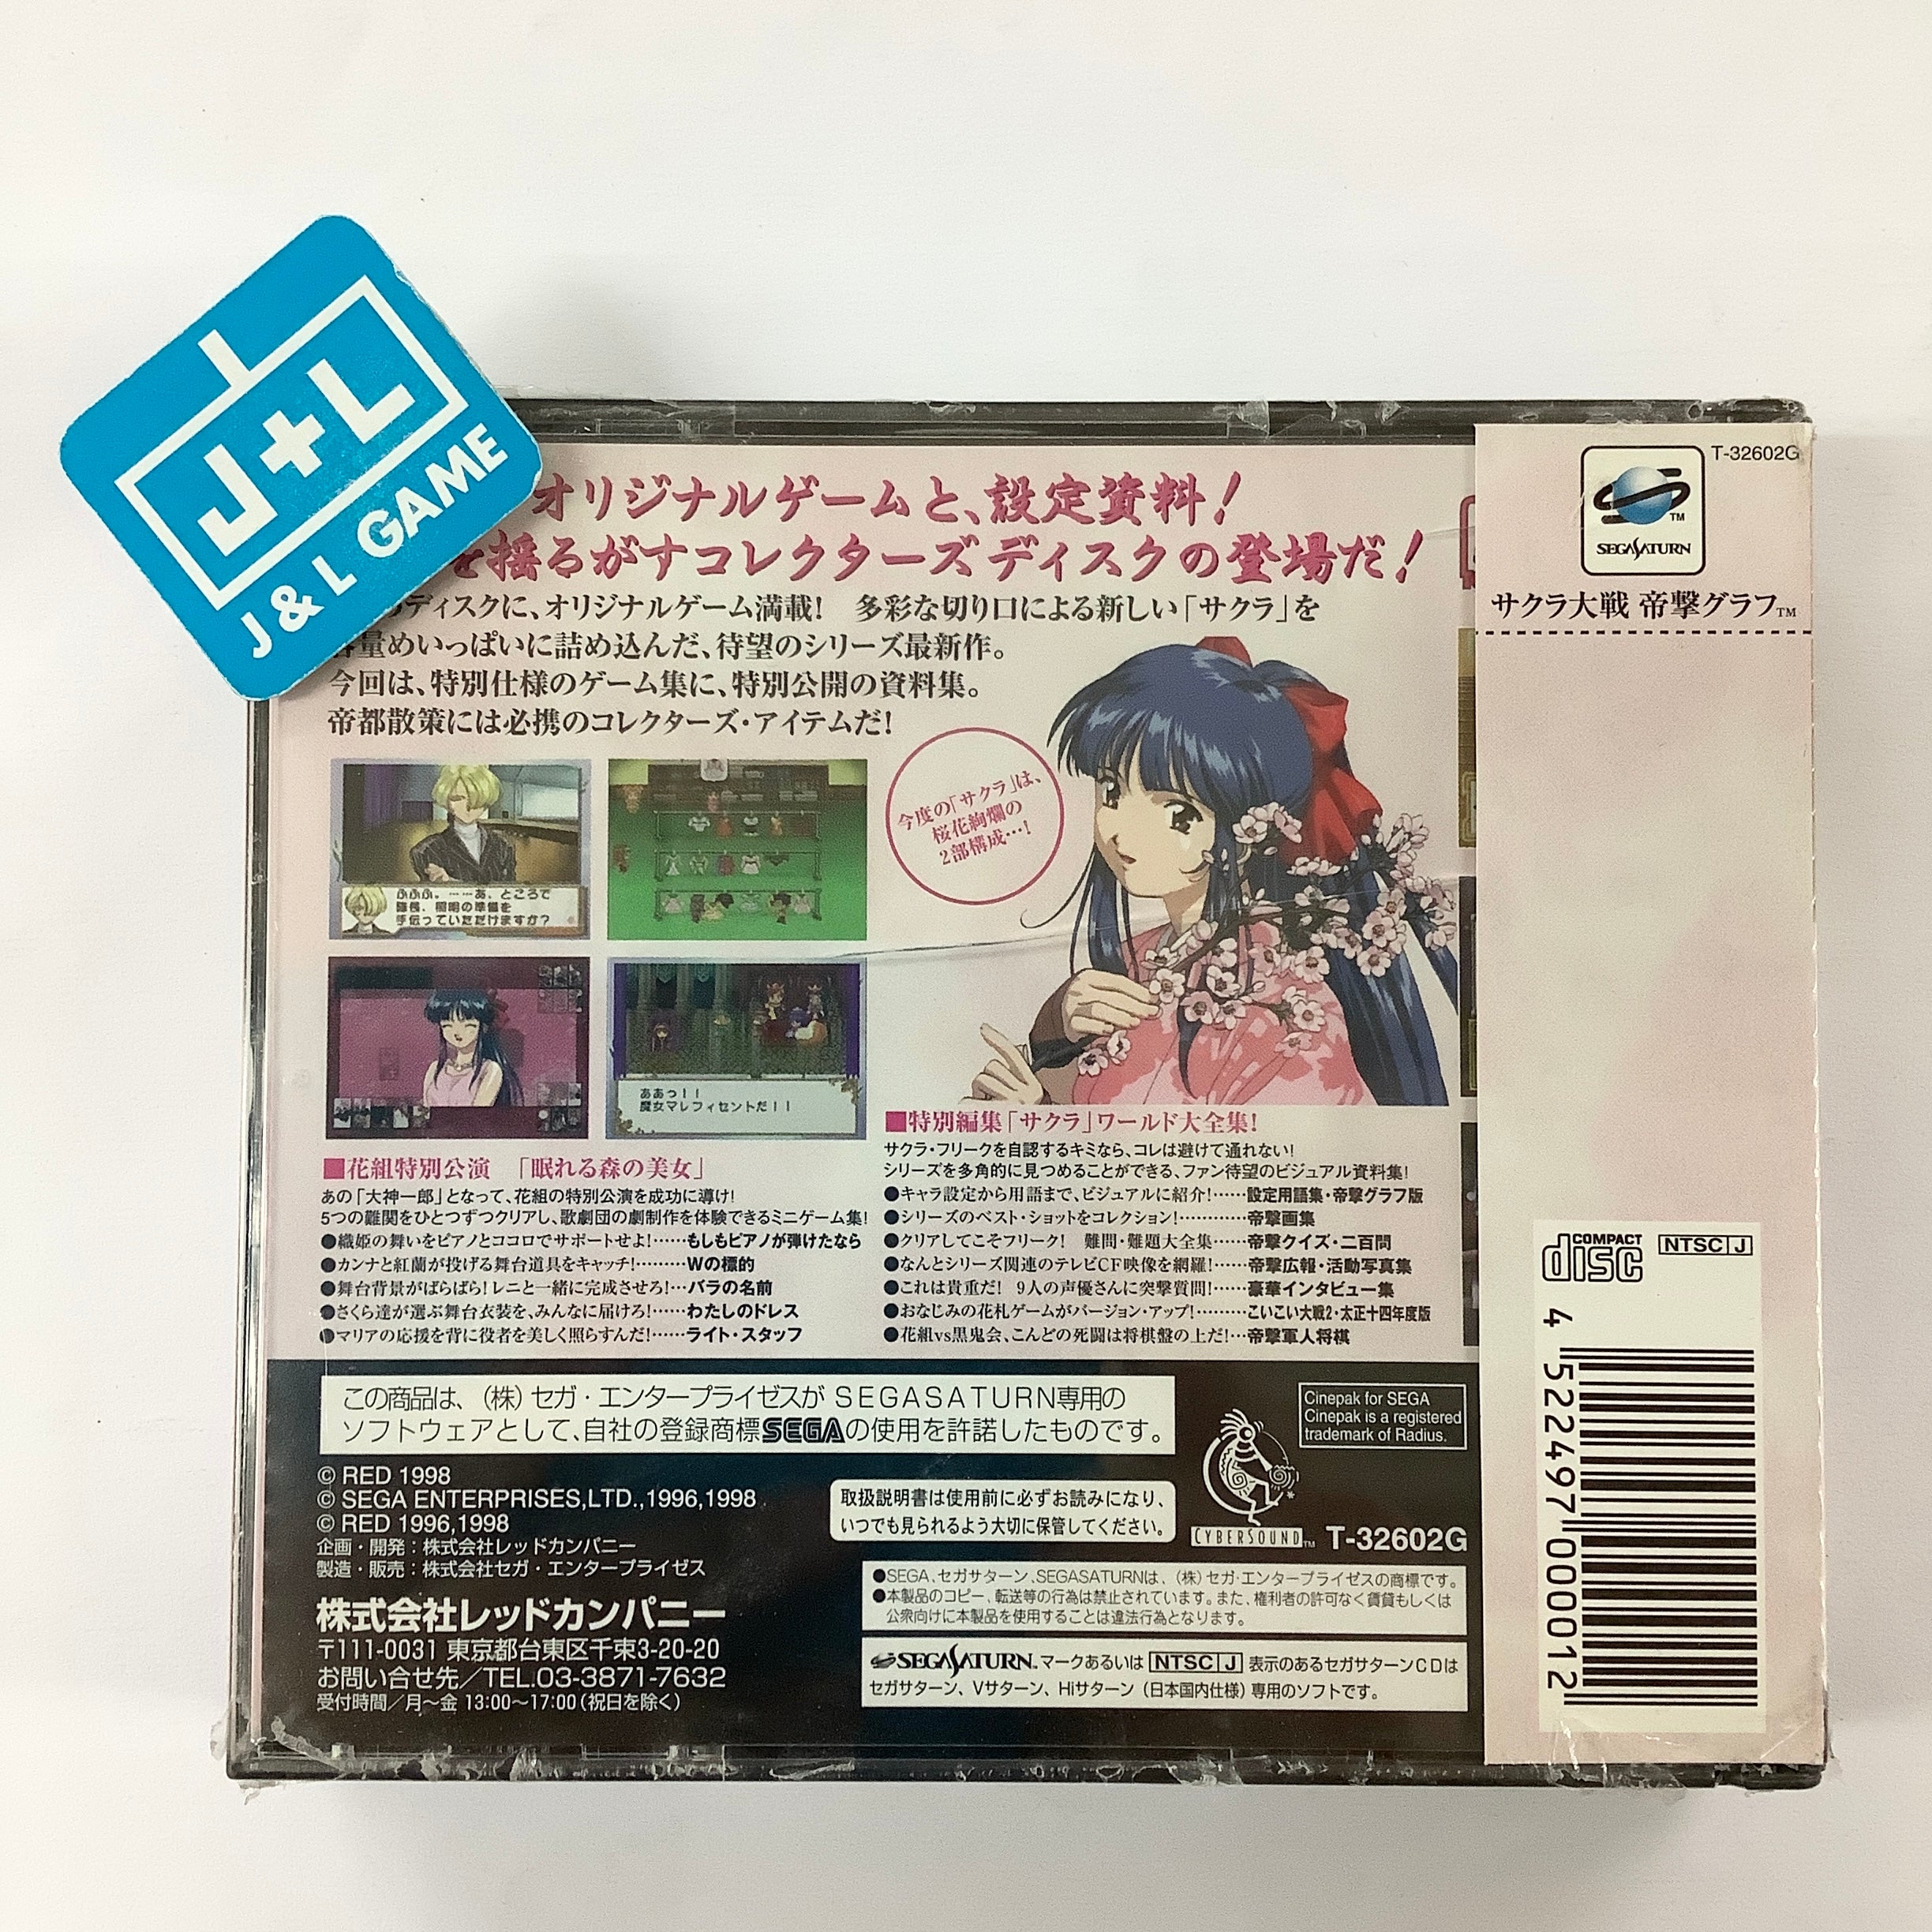 J+L
J & L GAME
オリジナルゲームと、設定資料!
を揺るがすコレクターズディスクの登場だ!
ディスクに、オリジナルゲーム満載! 多彩な切り口による新しい「サクラ」を
量めいっぱいに詰め込んだ、待望のシリーズ最新作。
今回は、特別仕様のゲーム集に、特別公開の資料集。
帝都散策には必携のコレクターズ・アイテムだ!
今度の「サクラ」は、
桜花絢爛の
2部構成…!
ふふふ。……あ、ところで
隊長、照明の準備を
手伝っていただけますか?
ああっ!!
魔女マレフィセントだ!!
■花組特別公演 「眠れる森の美女」
あの「大神一郎」となって、花組の特別公演を成功に導け!
5つの難関をひとつずつクリアし、歌劇団の劇制作を体験できるミニゲーム集!
●織姫の舞いをピアノとココロでサポートせよ!……もしもピアノが弾けたなら
●カンナと紅蘭が投げる舞台道具をキャッチ!………Wの標的
●舞台背景がばらばら!レニと一緒に完成させろ!…バラの名前
●さくら達が選ぶ舞台衣装を、みんなに届けろ!……わたしのドレス
●マリアの応援を背に役者を美しく照らすんだ!……ライト・スタッフ
■特別編集「サクラ」ワールド大全集!
サクラ・フリークを自認するキミなら、コレは避けて通れない!
シリーズを多角的に見つめることができる、ファン待望のビジュアル資料集!
●キャラ設定から用語まで、ビジュアルに紹介!……設定用語集・帝撃グラフ版
●シリーズのベスト・ショットをコレクション!…………帝撃画集
●クリアしてこそフリーク! 難問・難題大全集……帝撃クイズ・二百問
●なんとシリーズ関連のテレビCF映像を網羅!……帝撃広報・活動写真集
●これは貴重だ! 9人の声優さんに突撃質問!……豪華インタビュー集
●おなじみの花札ゲームがバージョン・アップ!………こいこい大戦2・太正十四年度版
●花組vs黒鬼会、こんどの死闘は将棋盤の上だ!…帝撃軍人将棋
この商品は、(株)セガ・エンタープライゼスが SEGASATURN専用の
ソフトウェアとして、自社の登録商標SEGAの使用を許諾したものです。
© RED 1998
© SEGA ENTERPRISES,LTD.,1996,1998
© RED 1996,1998
企画・開発:株式会社レッドカンパニー
製造・販売:株式会社セガ・エンタープライゼス
株式会社レッドカンパニー
〒111-0031 東京都台東区千束3-20-20
お問い合せ先/TEL.03-3871-7632
受付時間/月〜金 13:00〜17:00(祝日を除く)
取扱説明書は使用前に必ずお読みになり、
いつでも見られるよう大切に保管してください。
CYBERSOUND™
Cinepak for SEGA
Cinepak is a registered
trademark of Radius.
T-32602G
●SEGA、セガサターン、SEGASATURNは、(株)セガ・エンタープライゼスの商標です。
●本製品のコピー、転送等の行為は禁止されています。また、権利者の許可なく賃貸もしくは
公衆向けに本製品を使用することは違法行為となります。
SEGASATURN™マークあるいは NTSC J 表示のあるセガサターンCDは
セガサターン、Vサターン、Hiサターン(日本国内仕様)専用のソフトです。
T-32602G
TM
SEGASATURN
サクラ大戦 帝撃グラフ™
COMPACT
disc
NTSC J
4 522497 000012